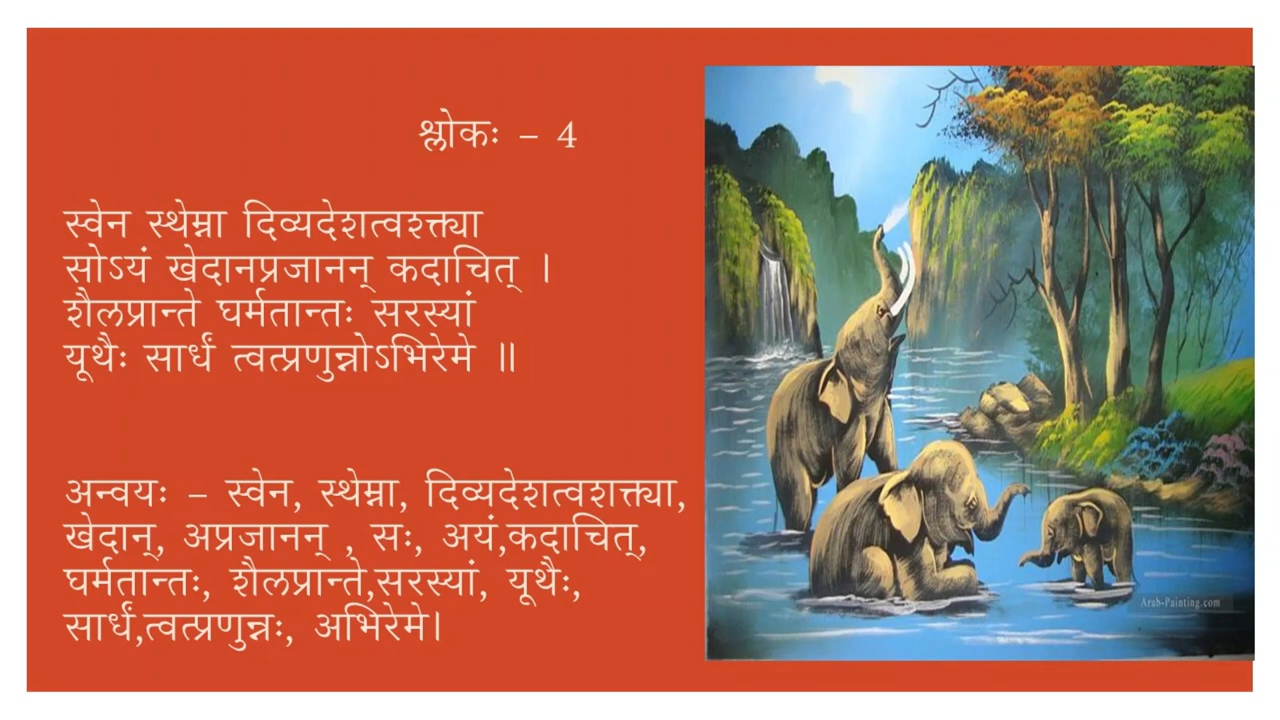 श्लोकः – 4
स्वेन स्थेम्ना दिव्यदेशत्वशक्त्या
सोऽयं खेदानप्रजानन् कदाचित् ।
शैलप्रान्ते घर्मतान्तः सरस्यां
यूथैः सार्धं त्वत्प्रणुन्नोऽभिरेमे ॥
अन्वयः – स्वेन, स्थेम्ना, दिव्यदेशत्वशक्त्या,
खेदान्, अप्रजानन् , सः, अयं,कदाचित्,
घर्मतान्तः, शैलप्रान्ते,सरस्यां, यूथैः,
सार्धं,त्वत्प्रणुन्नः, अभिरेमे।
Arab-Painting.com